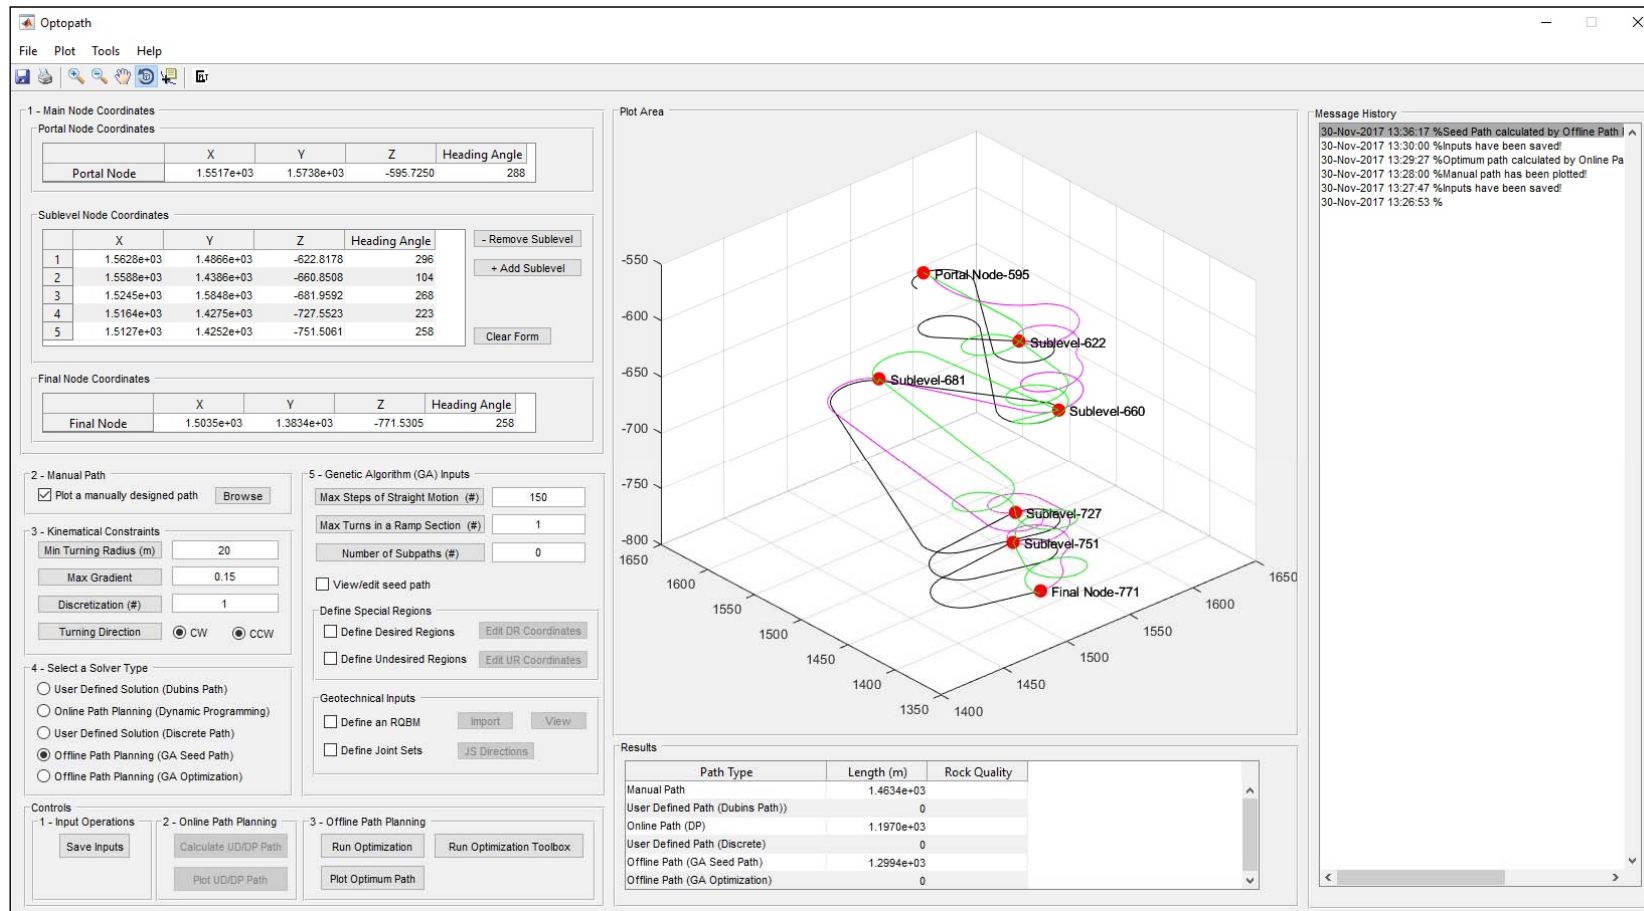 Optopath
File Plot Tools Help
1 - Main Node Coordinates
Portal Node Coordinates
X Y Z Heading Angle
Portal Node 1.5517e+03 1.5738e+03 -595.7250 288
Sublevel Node Coordinates
X Y Z Heading Angle
1 1.5628e+03 1.4866e+03 -622.8178 296
2 1.5588e+03 1.4386e+03 -660.8508 104
3 1.5245e+03 1.5848e+03 -681.9592 268
4 1.5164e+03 1.4275e+03 -727.5523 223
5 1.5127e+03 1.4252e+03 -751.5061 258
- Remove Sublevel
+ Add Sublevel
Clear Form
Final Node Coordinates
X Y Z Heading Angle
Final Node 1.5035e+03 1.3834e+03 -771.5305 258
2 - Manual Path
Plot a manually designed path Browse
3 - Kinematical Constraints
Min Turning Radius (m) 20
Max Gradient 0.15
Discretization (#) 1
Turning Direction CW CCW
4 - Select a Solver Type
User Defined Solution (Dubins Path)
Online Path Planning (Dynamic Programming)
User Defined Solution (Discrete Path)
Offline Path Planning (GA Seed Path)
Offline Path Planning (GA Optimization)
5 - Genetic Algorithm (GA) Inputs
Max Steps of Straight Motion (#) 150
Max Turns in a Ramp Section (#) 1
Number of Subpaths (#) 0
View/edit seed path
Define Special Regions
Define Desired Regions Edit DR Coordinates
Define Undesired Regions Edit UR Coordinates
Geotechnical Inputs
Define an RQBM Import View
Define Joint Sets JS Directions
Controls
1 - Input Operations
Save Inputs
2 - Online Path Planning
Calculate UD/DP Path
Plot UD/DP Path
3 - Offline Path Planning
Run Optimization Run Optimization Toolbox
Plot Optimum Path
Plot Area
-550
-600
-650
-700
-750
-800
1650
1600
1550
1500
1450
1400
1350
1400
1450
1500
1550
1600
1650
Portal Node-595
Sublevel-622
Sublevel-681
Sublevel-660
Sublevel-727
Sublevel-751
Final Node-771
Results
Path Type Length (m) Rock Quality
Manual Path 1.4634e+03
User Defined Path (Dubins Path)) 0
Online Path (DP) 1.1970e+03
User Defined Path (Discrete) 0
Offline Path (GA Seed Path) 1.2994e+03
Offline Path (GA Optimization) 0
Message History
30-Nov-2017 13:36:17 %Seed Path calculated by Offline Path
30-Nov-2017 13:30:00 %Inputs have been saved!
30-Nov-2017 13:29:27 %Optimum path calculated by Online Pa
30-Nov-2017 13:28:00 %Manual path has been plotted!
30-Nov-2017 13:27:47 %Inputs have been saved!
30-Nov-2017 13:26:53 %